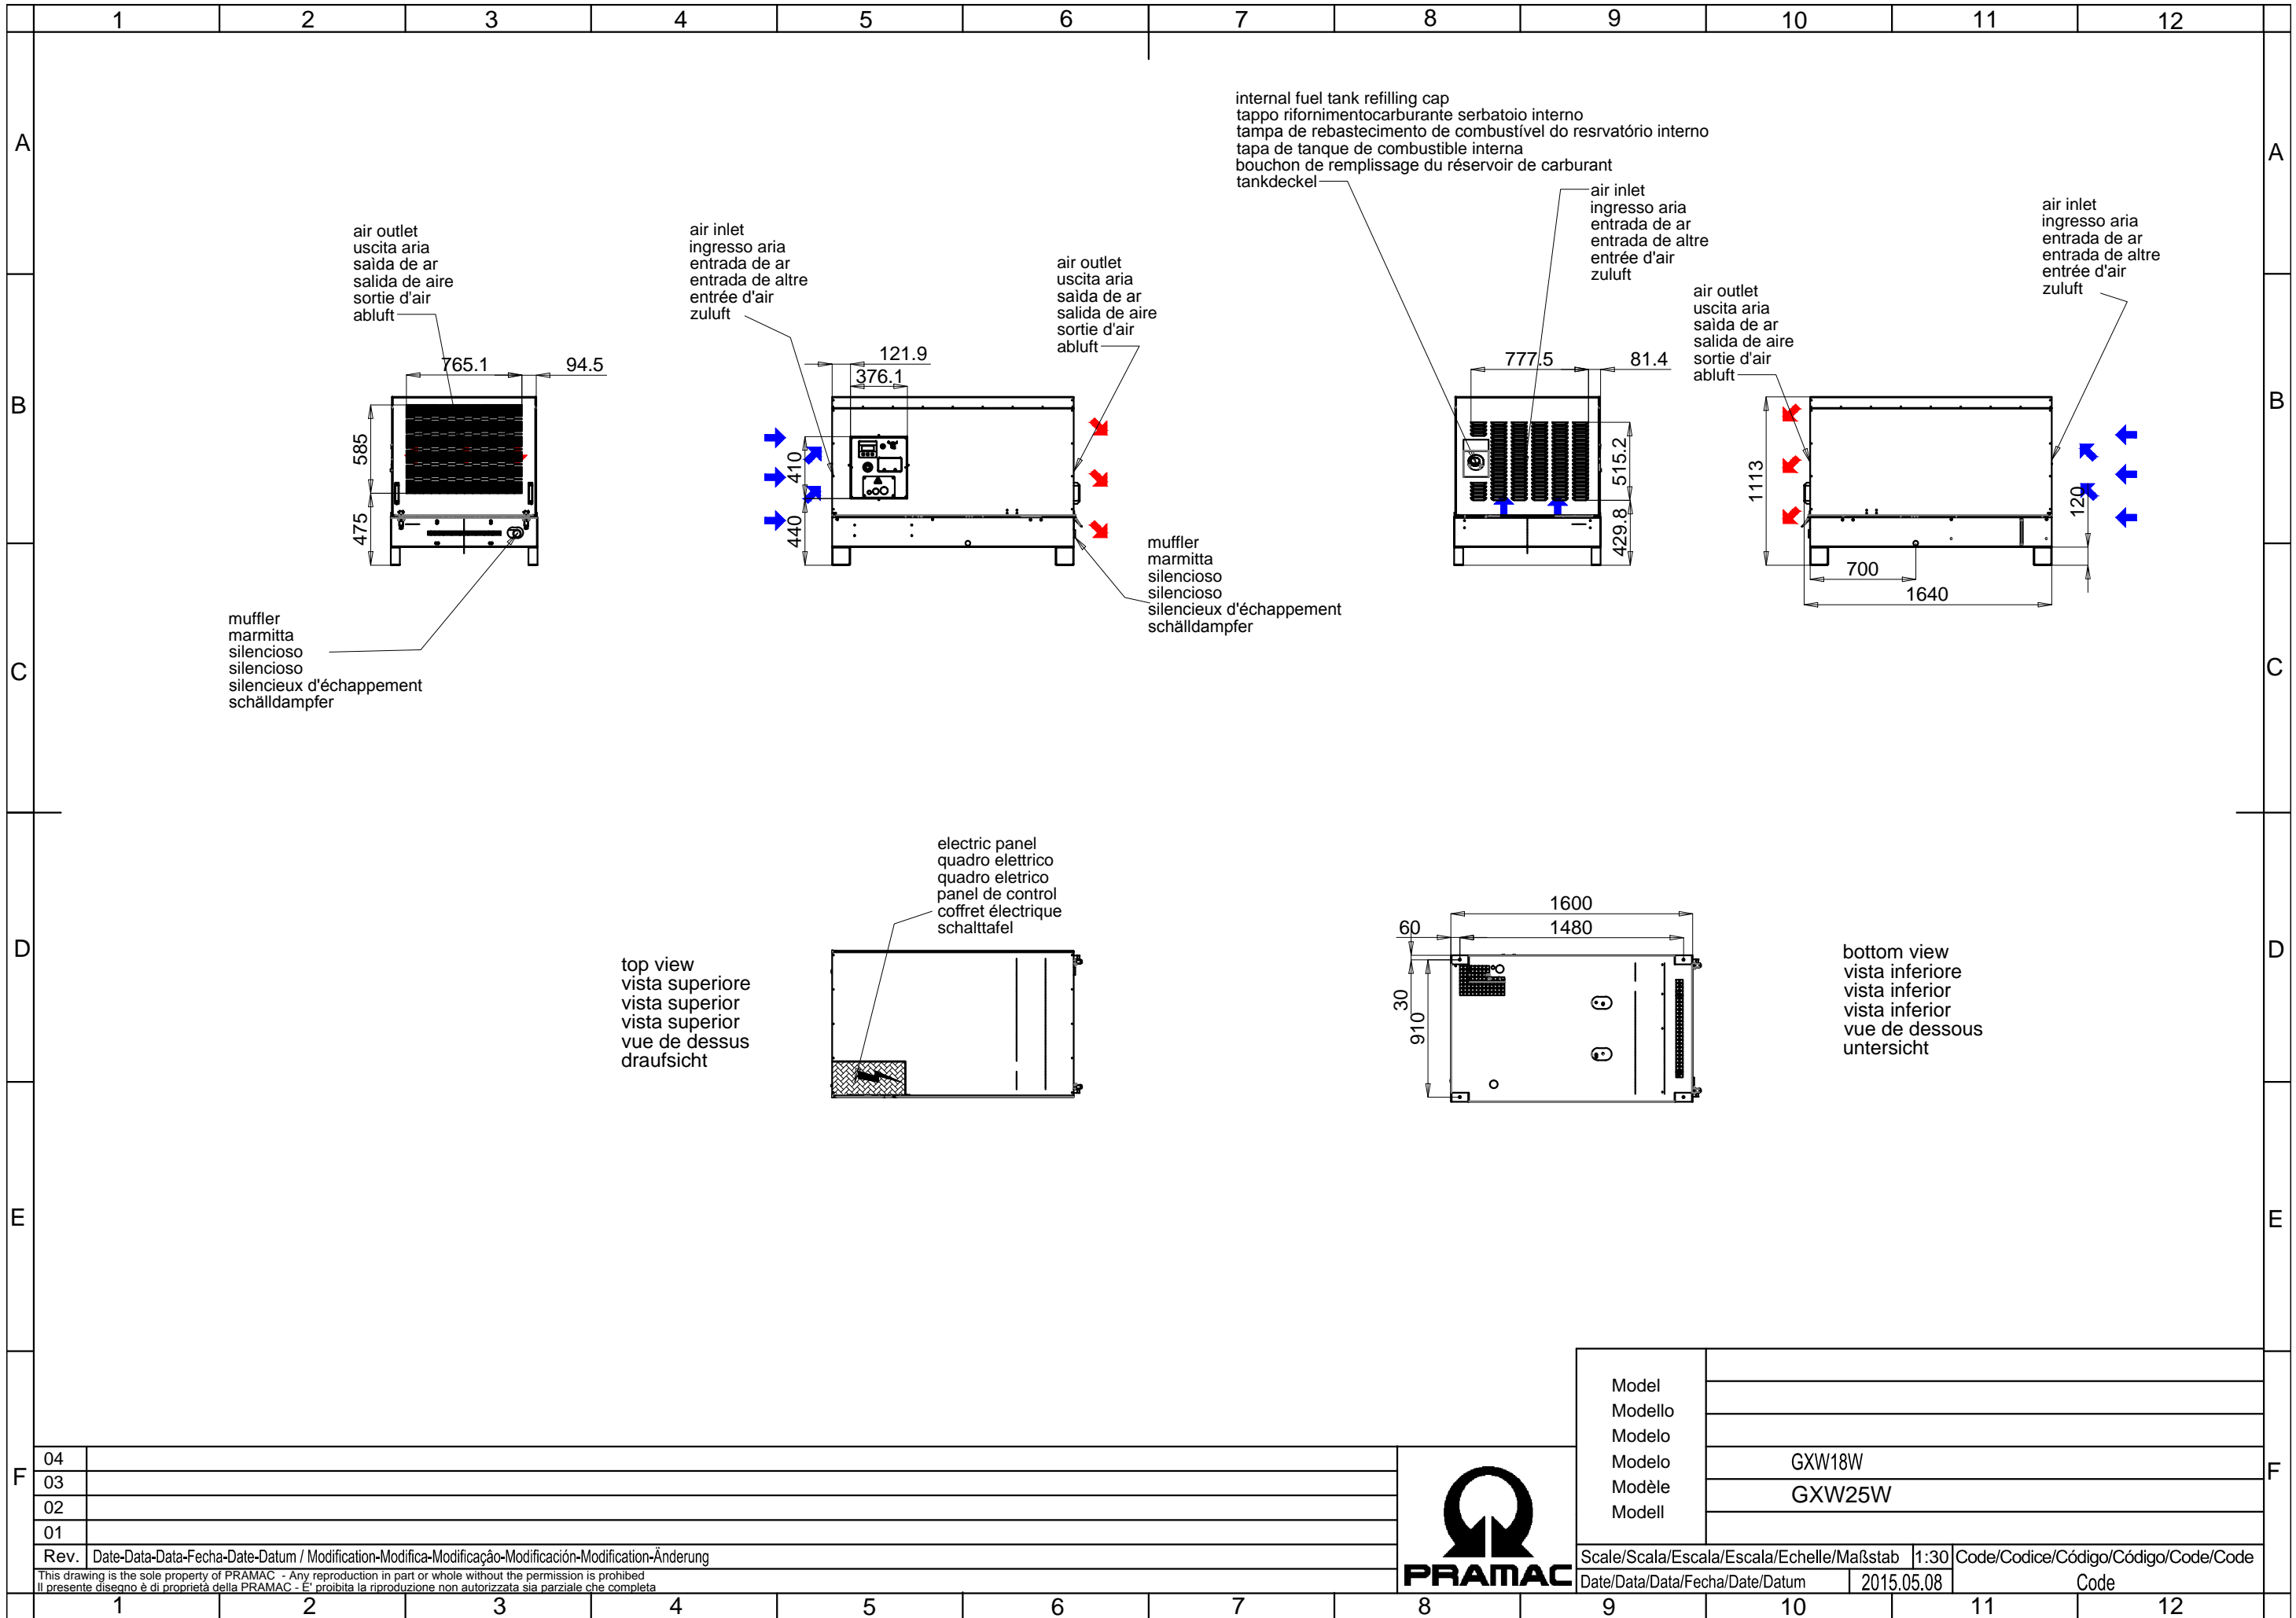 1 2 3 4 5 6 7 8 9 10 11 12
A
A
internal fuel tank refilling cap
tappo rifornimentocarburante serbatoio interno
tampa de rebastecimento de combustível do resrvatório interno
tapa de tanque de combustible interna
bouchon de remplissage du réservoir de carburant
tankdeckel
air outlet
uscita aria
saìda de ar
salida de aire
sortie d'air
abluft
air inlet
ingresso aria
entrada de ar
entrada de altre
entrée d'air
zuluft
air outlet
uscita aria
saìda de ar
salida de aire
sortie d'air
abluft
air inlet
ingresso aria
entrada de ar
entrada de altre
entrée d'air
zuluft
air outlet
uscita aria
saìda de ar
salida de aire
sortie d'air
abluft
air inlet
ingresso aria
entrada de ar
entrada de altre
entrée d'air
zuluft
B
B
765.1
94.5
585
475
121.9
376.1
410
440
777.5
81.4
515.2
429.8
1113
120
700
1640
muffler
marmitta
silencioso
silencioso
silencieux d'échappement
schälldampfer
muffler
marmitta
silencioso
silencioso
silencieux d'échappement
schälldampfer
C
C
electric panel
quadro elettrico
quadro eletrico
panel de control
coffret électrique
schalttafel
D
D
top view
vista superiore
vista superior
vista superior
vue de dessus
draufsicht
1600
60
1480
30
910
bottom view
vista inferiore
vista inferior
vista inferior
vue de dessous
untersicht
E
E
F
F
Model
Modello
Modelo
Modelo
Modèle
Modell
GXW18W
GXW25W
04
03
02
01
Rev. Date-Data-Data-Fecha-Date-Datum / Modification-Modifica-Modificação-Modificación-Modification-Änderung
This drawing is the sole property of PRAMAC - Any reproduction in part or whole without the permission is prohibed
Il presente disegno è di proprietà della PRAMAC - E' proibita la riproduzione non autorizzata sia parziale che completa
PRAMAC
Scale/Scala/Escala/Escala/Echelle/Maßstab 1:30 Code/Codice/Código/Código/Code/Code
Date/Data/Data/Fecha/Date/Datum 2015.05.08 Code
1 2 3 4 5 6 7 8 9 10 11 12